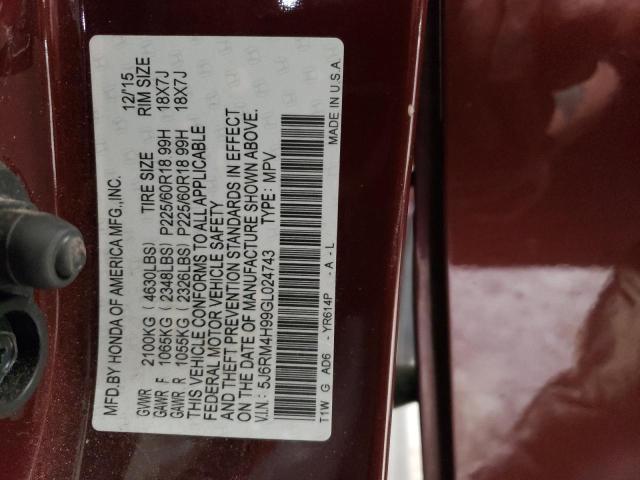 MFD.BY HONDA OF AMERICA MFG.,INC. 12/15
TIRE SIZE RIM SIZE
GVWR 2100KG ( 4630LBS)
GAWR F 1065KG ( 2348LBS) P225/60R18 99H 18X7J
GAWR R 1055KG ( 2326LBS) P225/60R18 99H 18X7J
THIS VEHICLE CONFORMS TO ALL APPLICABLE
FEDERAL MOTOR VEHICLE SAFETY
AND THEFT PREVENTION STANDARDS IN EFFECT
ON THE DATE OF MANUFACTURE SHOWN ABOVE.
V.I.N.: 5J6RM4H99GL024743 TYPE: MPV
T1W G AD6 - YR614P - A - L MADE IN U.S.A.